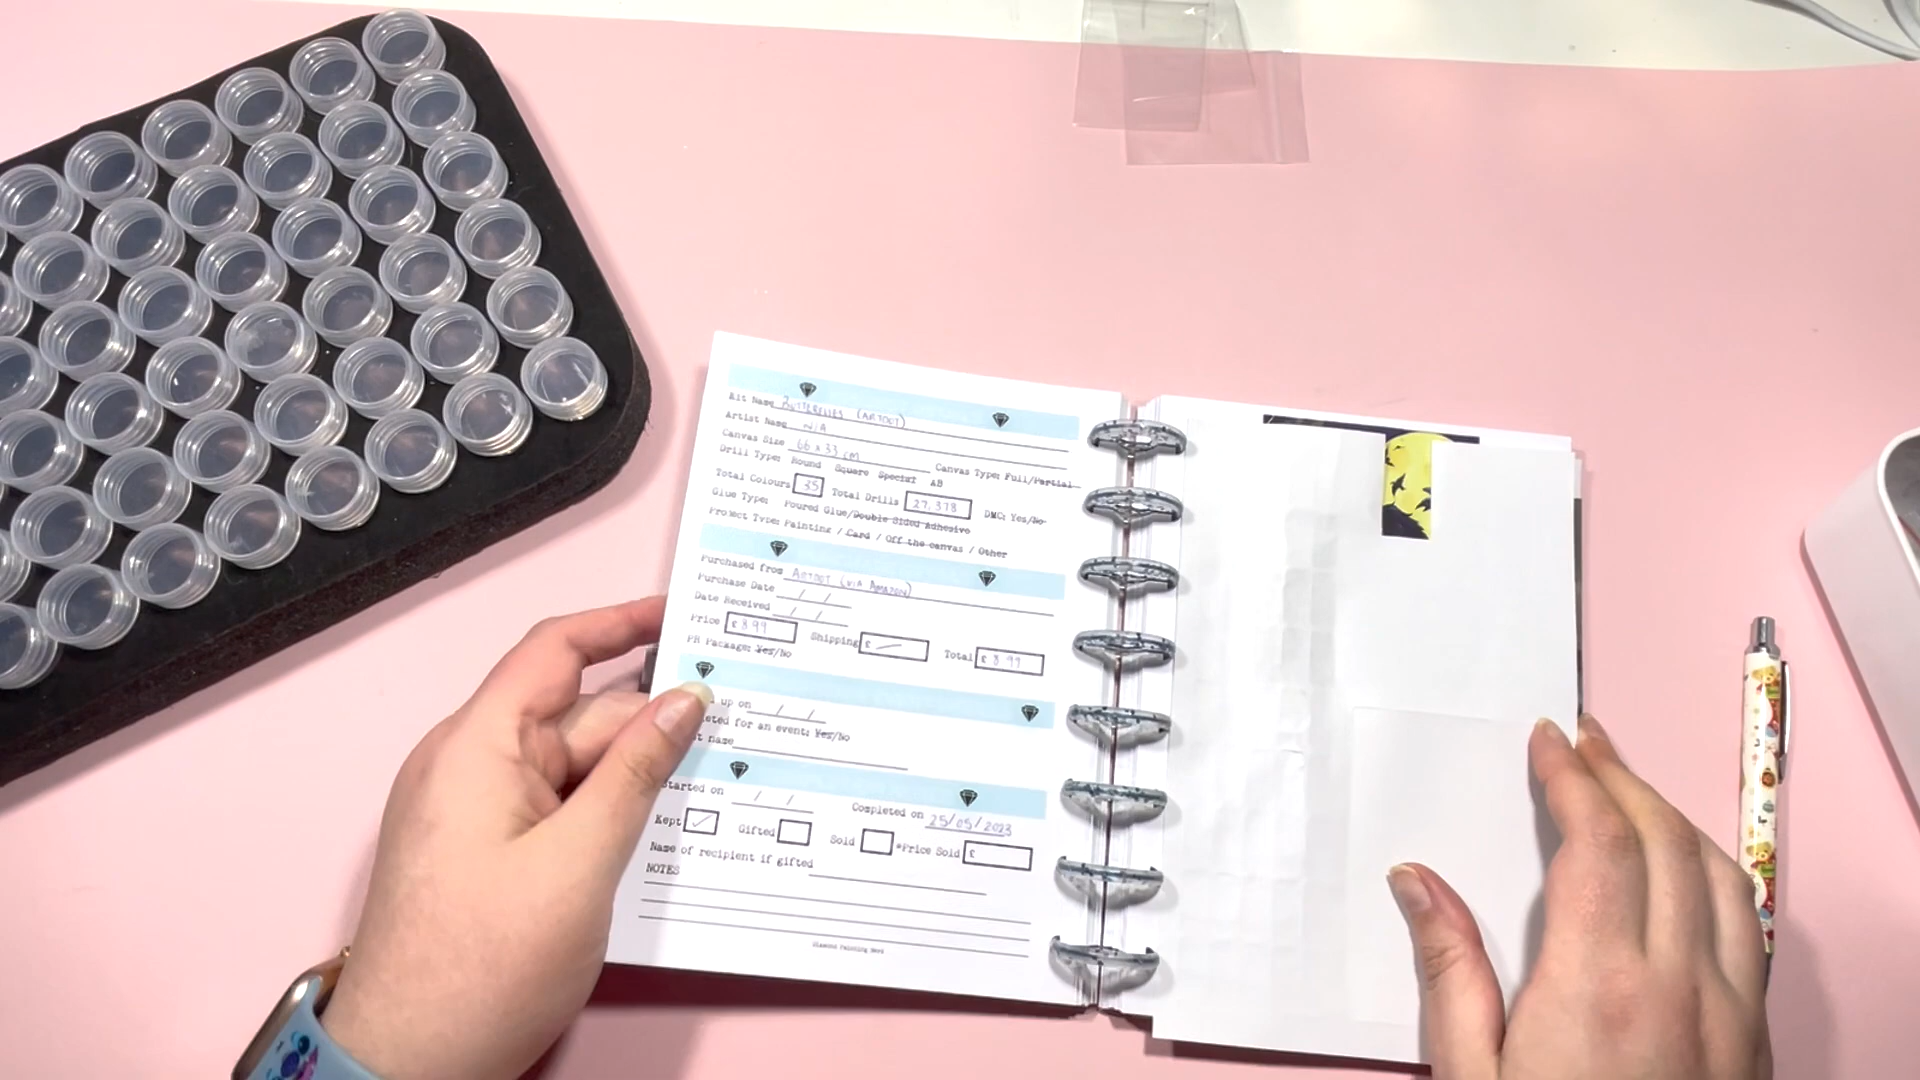 Kit Name BUTTERFLIES (ARTDOT)
Artist Name N/A
Canvas Size 66 x 33 cm
Drill Type: Round Square Special AB Canvas Type: Full/Partial
Total Colours 35 Total Drills 27,378 DMC: Yes/No
Glue Type: Poured Glue/Double Sided Adhesive
Project Type: Painting / Card / Off the canvas / Other
Purchased from ARTDOT (VIA AMAZON)
Purchase Date / /
Date Received / /
Price £8.99 Shipping £ — Total £8.99
PR Package: Yes/No
up on / /
leted for an event: Yes/No
t name
Started on / / Completed on 25/05/2023
Kept ✓ Gifted Sold *Price Sold £
Name of recipient if gifted
NOTES
Diamond Painting